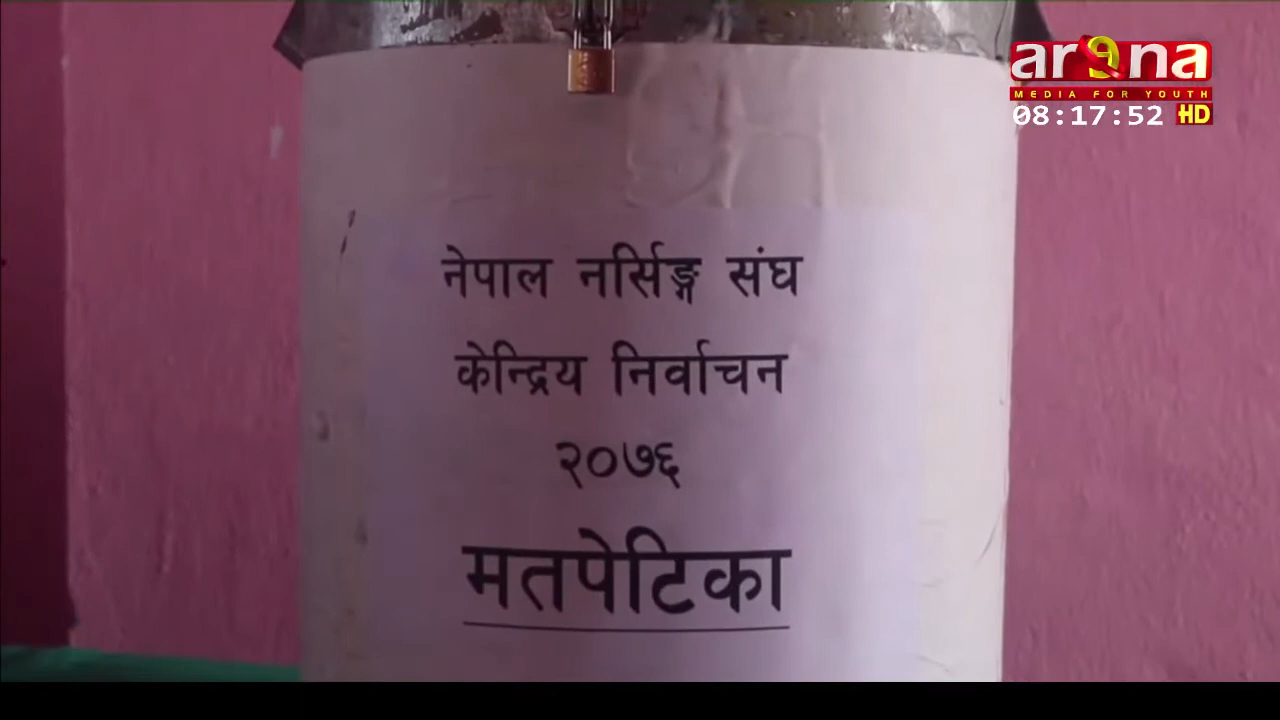 arena
MEDIA FOR YOUTH
08:17:52 HD
नेपाल नर्सिङ्ग संघ
केन्द्रिय निर्वाचन
२०७६
मतपेटिका